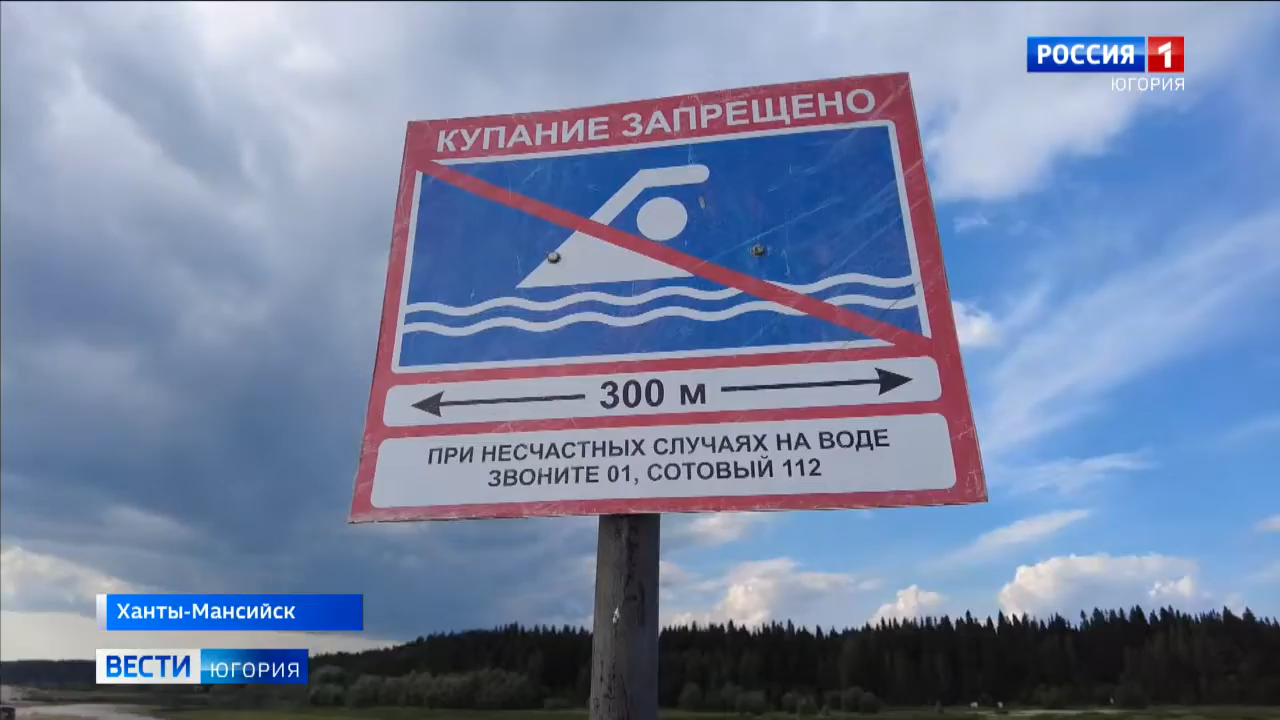 РОССИЯ 1
ЮГОРИЯ
КУПАНИЕ ЗАПРЕЩЕНО
300 м
ПРИ НЕСЧАСТНЫХ СЛУЧАЯХ НА ВОДЕ
ЗВОНИТЕ 01, СОТОВЫЙ 112
Ханты-Мансийск
ВЕСТИ ЮГОРИЯ